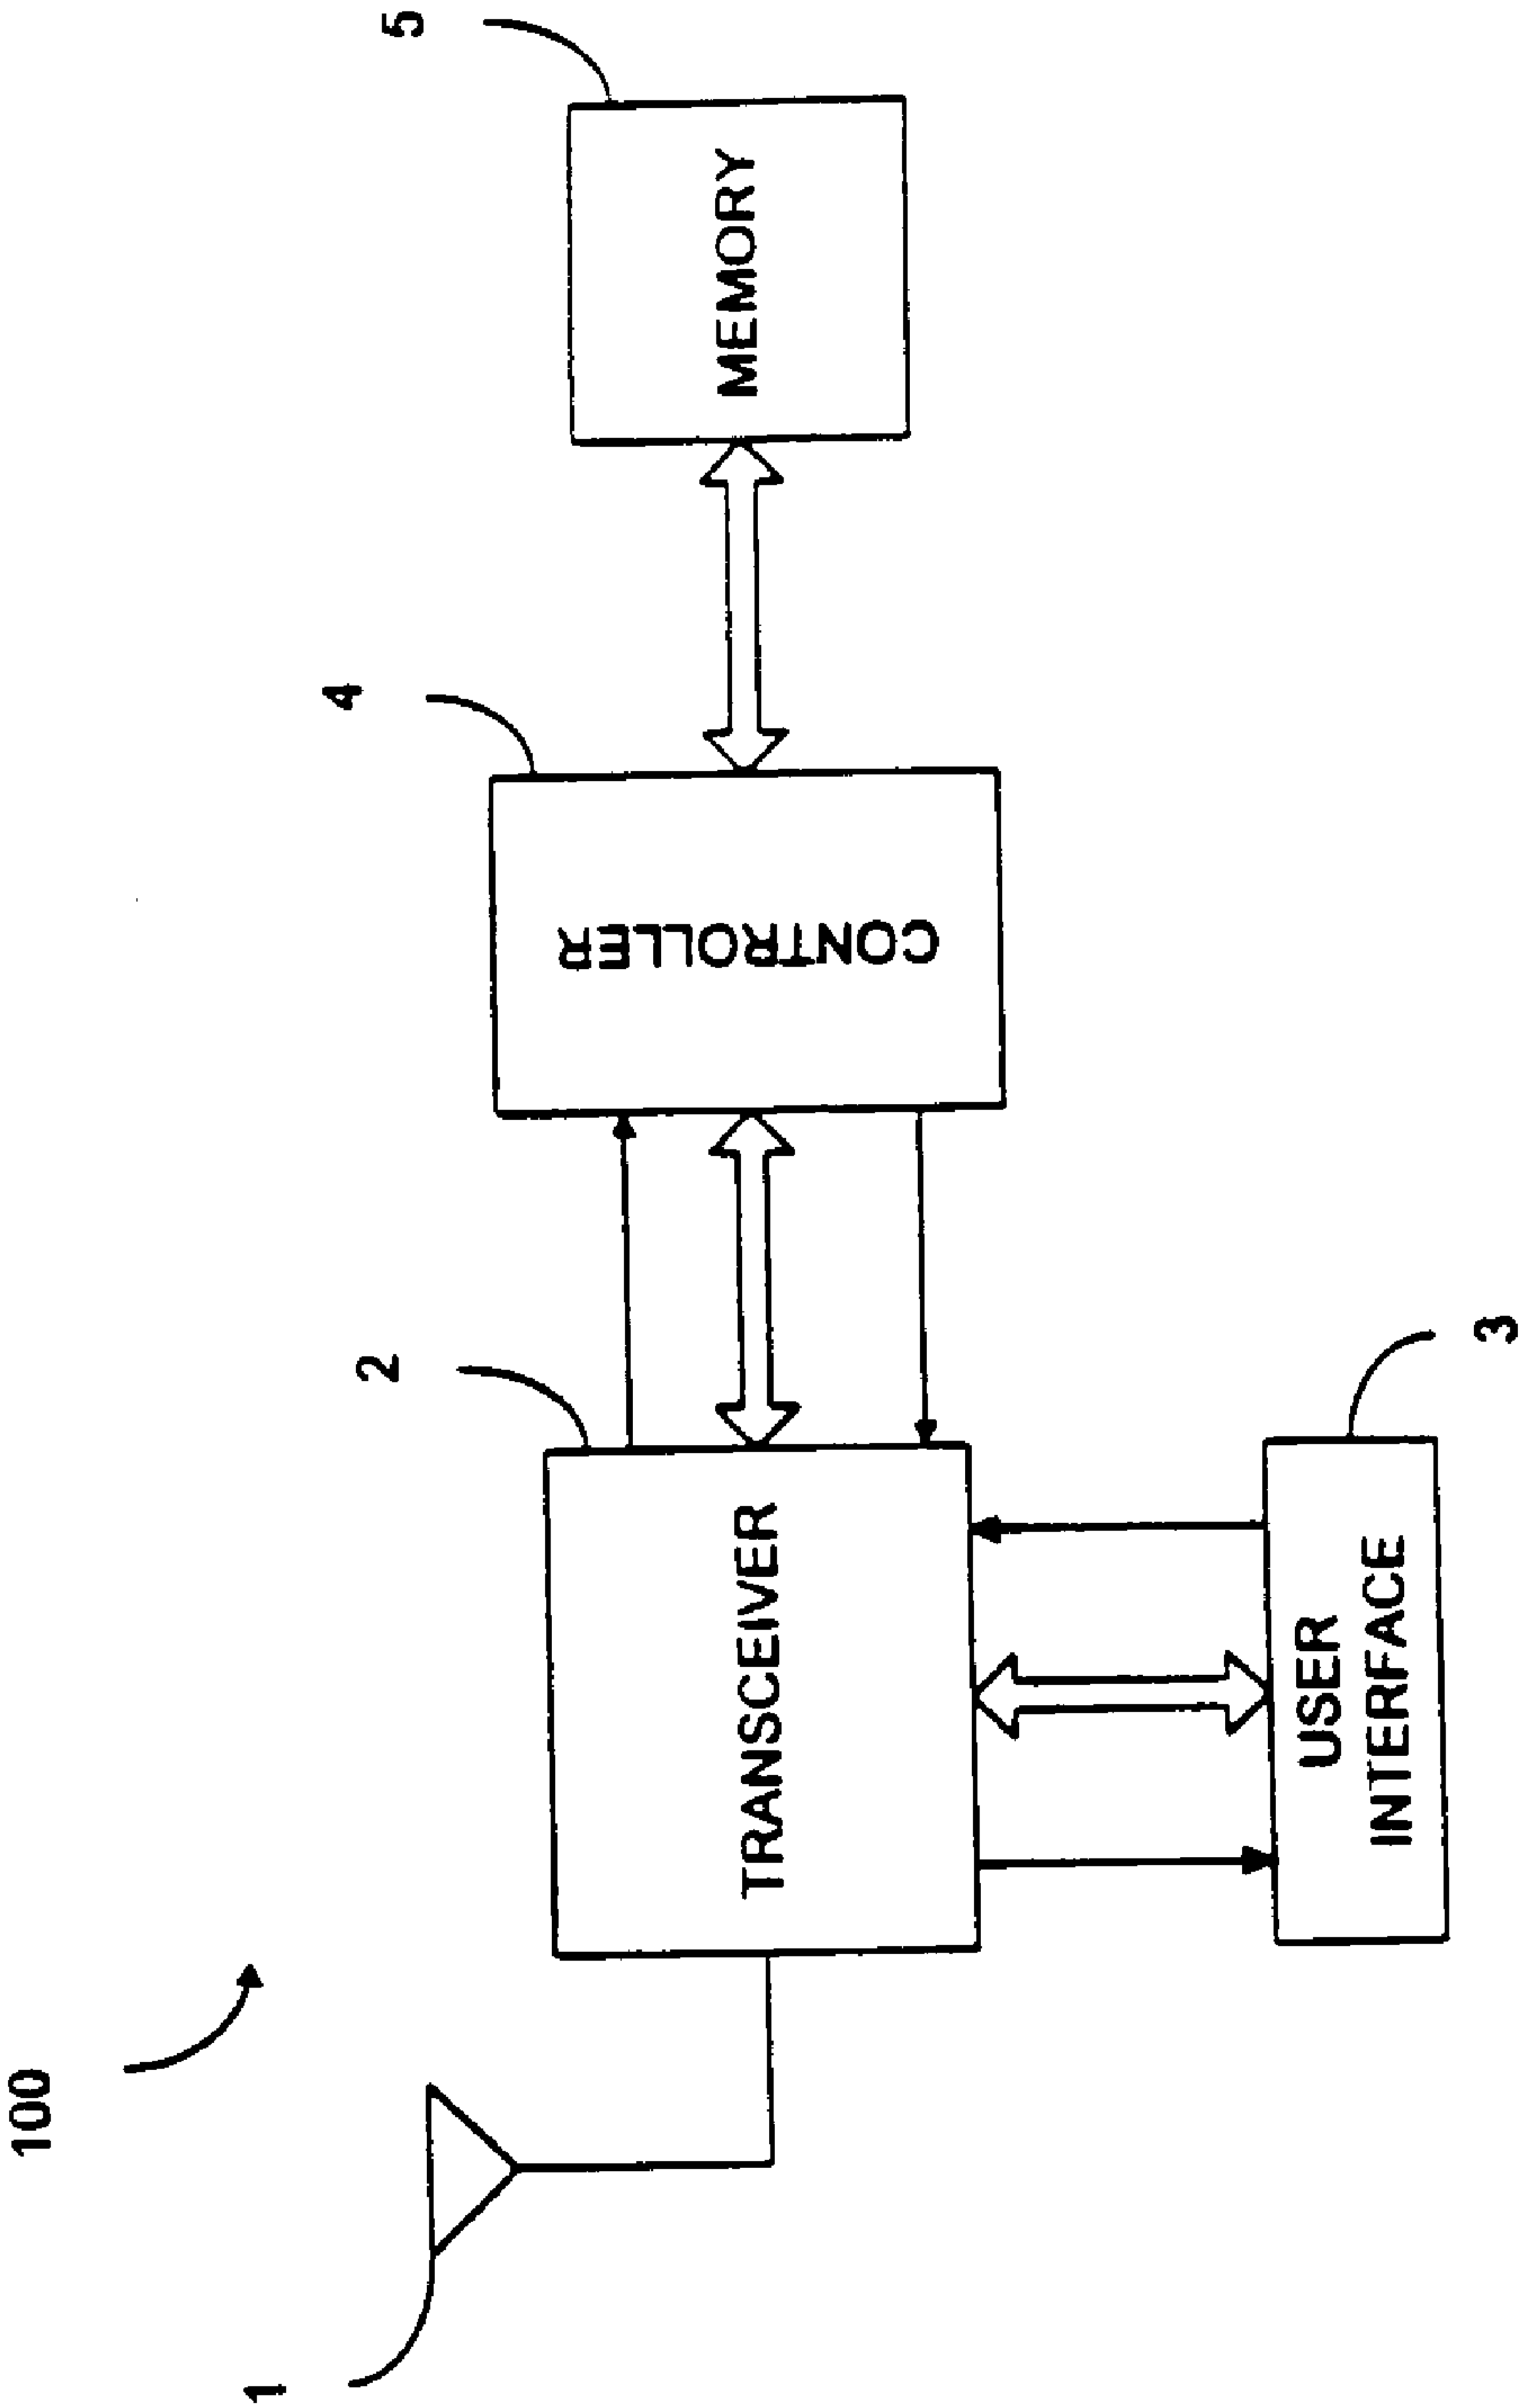 100
1
2
4
5
TRANSCEIVER
CONTROLLER
MEMORY
USER
INTERFACE
3